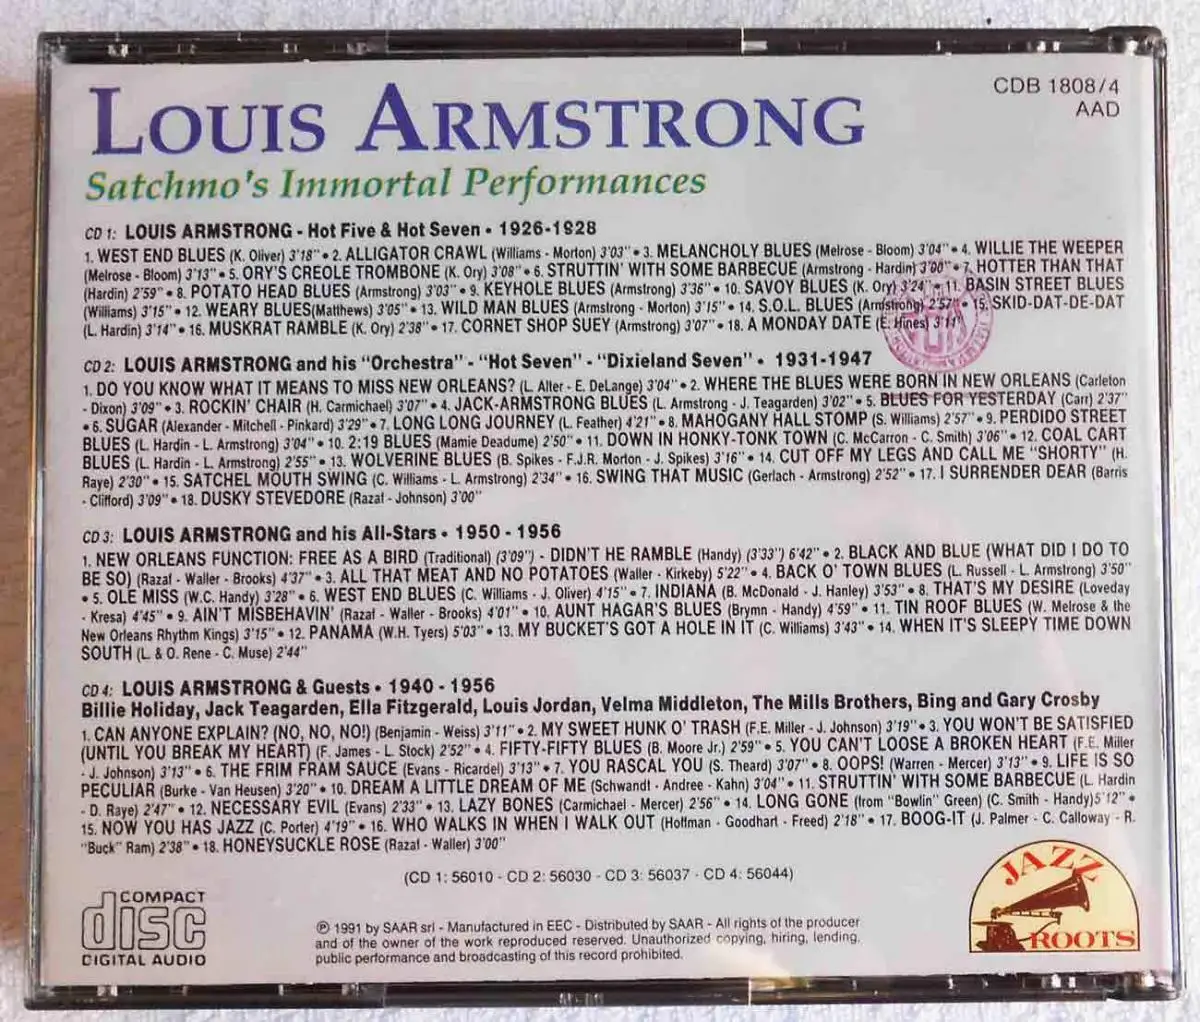 LOUIS ARMSTRONG
CDB 1808/4
AAD
Satchmo's Immortal Performances
CD 1: LOUIS ARMSTRONG - Hot Five & Hot Seven • 1926-1928
1. WEST END BLUES (K. Oliver) 3'18" • 2. ALLIGATOR CRAWL (Williams - Morton) 3'03" • 3. MELANCHOLY BLUES (Melrose - Bloom) 3'04" • 4. WILLIE THE WEEPER
(Melrose - Bloom) 3'13" • 5. ORY'S CREOLE TROMBONE (K. Ory) 3'08" • 6. STRUTTIN' WITH SOME BARBECUE (Armstrong - Hardin) 3'00" • 7. HOTTER THAN THAT
(Hardin) 2'59" • 8. POTATO HEAD BLUES (Armstrong) 3'03" • 9. KEYHOLE BLUES (Armstrong) 3'36" • 10. SAVOY BLUES (K. Ory) 3'24" • 11. BASIN STREET BLUES
(Williams) 3'15" • 12. WEARY BLUES(Matthews) 3'05" • 13. WILD MAN BLUES (Armstrong - Morton) 3'15" • 14. S.O.L. BLUES (Armstrong) 2'57" • 15. SKID-DAT-DE-DAT
(L. Hardin) 3'14" • 16. MUSKRAT RAMBLE (K. Ory) 2'38" • 17. CORNET SHOP SUEY (Armstrong) 3'07" • 18. A MONDAY DATE (E. Hines) 3'11"
CD 2: LOUIS ARMSTRONG and his "Orchestra" - "Hot Seven" - "Dixieland Seven" • 1931-1947
1. DO YOU KNOW WHAT IT MEANS TO MISS NEW ORLEANS? (L. Alter - E. DeLange) 3'04" • 2. WHERE THE BLUES WERE BORN IN NEW ORLEANS (Carleton
- Dixon) 3'09" • 3. ROCKIN' CHAIR (H. Carmichael) 3'07" • 4. JACK-ARMSTRONG BLUES (L. Armstrong - J. Teagarden) 3'02" • 5. BLUES FOR YESTERDAY (Carr) 2'37"
• 6. SUGAR (Alexander - Mitchell - Pinkard) 3'29" • 7. LONG LONG JOURNEY (L. Feather) 4'21" • 8. MAHOGANY HALL STOMP (S. Williams) 2'57" • 9. PERDIDO STREET
BLUES (L. Hardin - L. Armstrong) 3'04" • 10. 2:19 BLUES (Mamie Deadume) 2'50" • 11. DOWN IN HONKY-TONK TOWN (C. McCarron - C. Smith) 3'06" • 12. COAL CART
BLUES (L. Hardin - L. Armstrong) 2'55" • 13. WOLVERINE BLUES (B. Spikes - F.J.R. Morton - J. Spikes) 3'16" • 14. CUT OFF MY LEGS AND CALL ME "SHORTY" (H.
Raye) 2'30" • 15. SATCHEL MOUTH SWING (C. Williams - L. Armstrong) 2'34" • 16. SWING THAT MUSIC (Gerlach - Armstrong) 2'52" • 17. I SURRENDER DEAR (Barris
- Clifford) 3'09" • 18. DUSKY STEVEDORE (Razaf - Johnson) 3'00"
CD 3: LOUIS ARMSTRONG and his All-Stars • 1950 - 1956
1. NEW ORLEANS FUNCTION: FREE AS A BIRD (Traditional) (3'09") - DIDN'T HE RAMBLE (Handy) (3'33") 6'42" • 2. BLACK AND BLUE (WHAT DID I DO TO
BE SO) (Razaf - Waller - Brooks) 4'37" • 3. ALL THAT MEAT AND NO POTATOES (Waller - Kirkeby) 5'22" • 4. BACK O' TOWN BLUES (L. Russell - L. Armstrong) 3'50"
• 5. OLE MISS (W.C. Handy) 3'28" • 6. WEST END BLUES (C. Williams - J. Oliver) 4'15" • 7. INDIANA (B. McDonald - J. Hanley) 3'53" • 8. THAT'S MY DESIRE (Loveday
- Kresa) 4'45" • 9. AIN'T MISBEHAVIN' (Razaf - Waller - Brooks) 4'01" • 10. AUNT HAGAR'S BLUES (Brymn - Handy) 4'59" • 11. TIN ROOF BLUES (W. Melrose & the
New Orleans Rhythm Kings) 3'15" • 12. PANAMA (W.H. Tyers) 5'03" • 13. MY BUCKET'S GOT A HOLE IN IT (C. Williams) 3'43" • 14. WHEN IT'S SLEEPY TIME DOWN
SOUTH (L. & O. Rene - C. Muse) 2'44"
CD 4: LOUIS ARMSTRONG & Guests • 1940 - 1956
Billie Holiday, Jack Teagarden, Ella Fitzgerald, Louis Jordan, Velma Middleton, The Mills Brothers, Bing and Gary Crosby
1. CAN ANYONE EXPLAIN? (NO, NO, NO!) (Benjamin - Weiss) 3'11" • 2. MY SWEET HUNK O' TRASH (F.E. Miller - J. Johnson) 3'19" • 3. YOU WON'T BE SATISFIED
(UNTIL YOU BREAK MY HEART) (F. James - L. Stock) 2'52" • 4. FIFTY-FIFTY BLUES (B. Moore Jr.) 2'59" • 5. YOU CAN'T LOOSE A BROKEN HEART (F.E. Miller
- J. Johnson) 3'13" • 6. THE FRIM FRAM SAUCE (Evans - Ricardel) 3'13" • 7. YOU RASCAL YOU (S. Theard) 3'07" • 8. OOPS! (Warren - Mercer) 3'13" • 9. LIFE IS SO
PECULIAR (Burke - Van Heusen) 3'20" • 10. DREAM A LITTLE DREAM OF ME (Schwandt - Andree - Kahn) 3'04" • 11. STRUTTIN' WITH SOME BARBECUE (L. Hardin
- D. Raye) 2'47" • 12. NECESSARY EVIL (Evans) 2'33" • 13. LAZY BONES (Carmichael - Mercer) 2'56" • 14. LONG GONE (from "Bowlin" Green) (C. Smith - Handy)5'12" •
15. NOW YOU HAS JAZZ (C. Porter) 4'19" • 16. WHO WALKS IN WHEN I WALK OUT (Hoffman - Goodhart - Freed) 2'18" • 17. BOOG-IT (J. Palmer - C. Calloway - R.
"Buck" Ram) 2'38" • 18. HONEYSUCKLE ROSE (Razaf - Waller) 3'00"
(CD 1: 56010 - CD 2: 56030 - CD 3: 56037 - CD 4: 56044)
COMPACT
disc
DIGITAL AUDIO
℗ 1991 by SAAR srl - Manufactured in EEC - Distributed by SAAR - All rights of the producer
and of the owner of the work reproduced reserved. Unauthorized copying, hiring, lending,
public performance and broadcasting of this record prohibited.
JAZZ
ROOTS